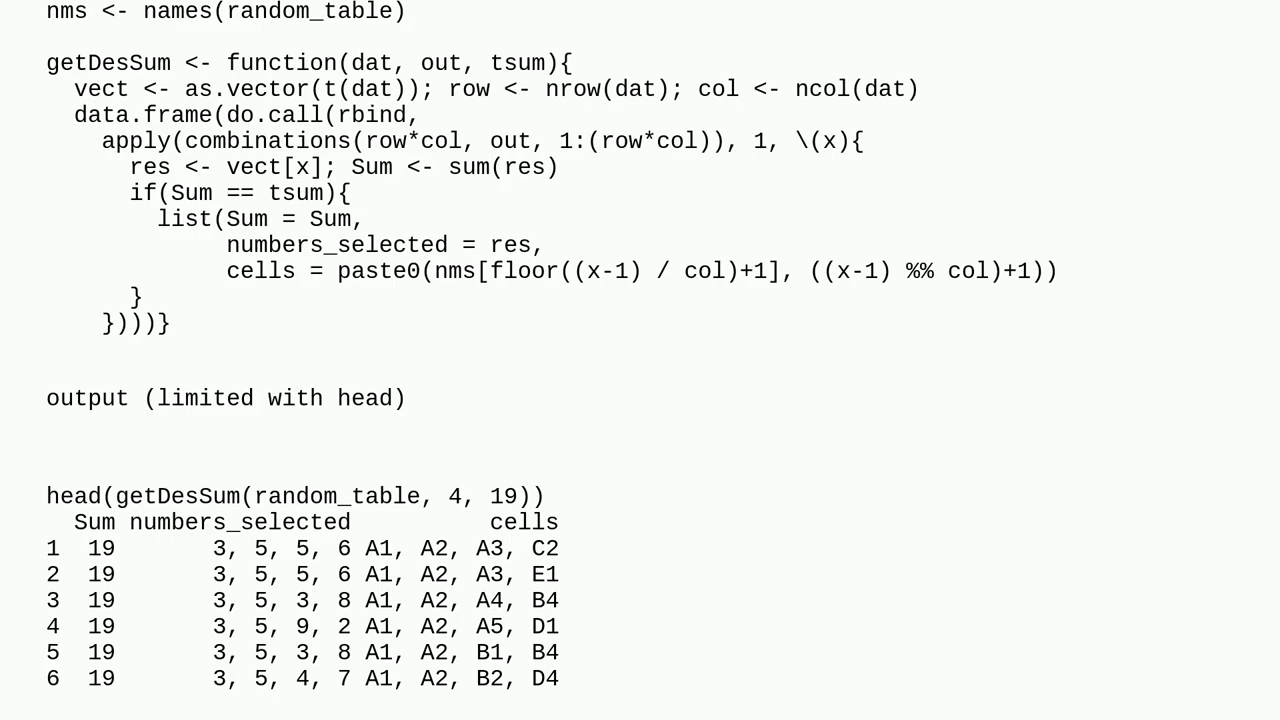 nms <- names(random_table)
getDesSum <- function(dat, out, tsum){
  vect <- as.vector(t(dat)); row <- nrow(dat); col <- ncol(dat)
  data.frame(do.call(rbind,
    apply(combinations(row*col, out, 1:(row*col)), 1, \(x){
      res <- vect[x]; Sum <- sum(res)
      if(Sum == tsum){
        list(Sum = Sum,
             numbers_selected = res,
             cells = paste0(nms[floor((x-1) / col)+1], ((x-1) %% col)+1))
      }
    })))}
output (limited with head)
head(getDesSum(random_table, 4, 19))
  Sum numbers_selected          cells
1  19       3, 5, 5, 6 A1, A2, A3, C2
2  19       3, 5, 5, 6 A1, A2, A3, E1
3  19       3, 5, 3, 8 A1, A2, A4, B4
4  19       3, 5, 9, 2 A1, A2, A5, D1
5  19       3, 5, 3, 8 A1, A2, B1, B4
6  19       3, 5, 4, 7 A1, A2, B2, D4